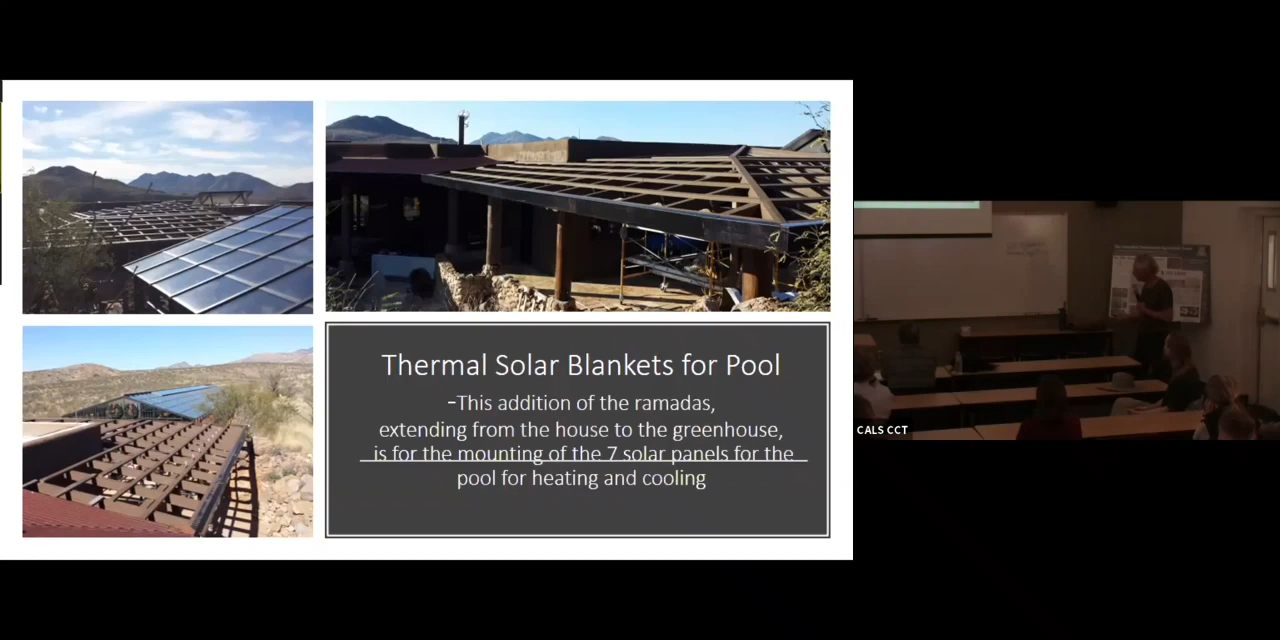 Thermal Solar Blankets for Pool
-This addition of the ramadas,
extending from the house to the greenhouse,
is for the mounting of the 7 solar panels for the
pool for heating and cooling
CALS CCT